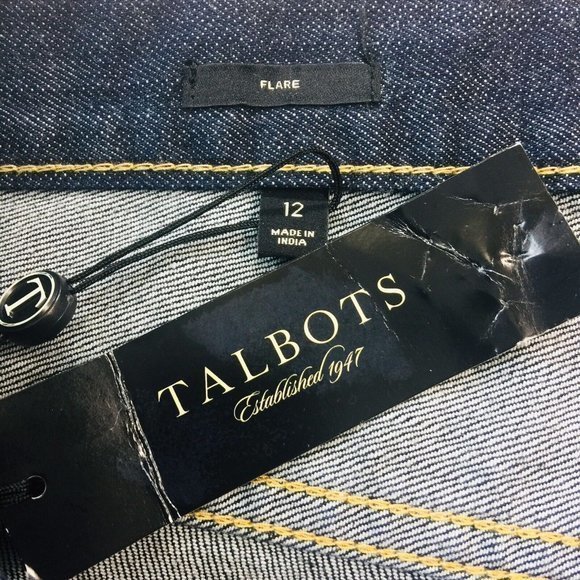 FLARE
12
MADE IN
INDIA
TALBOTS
Established 1947
T